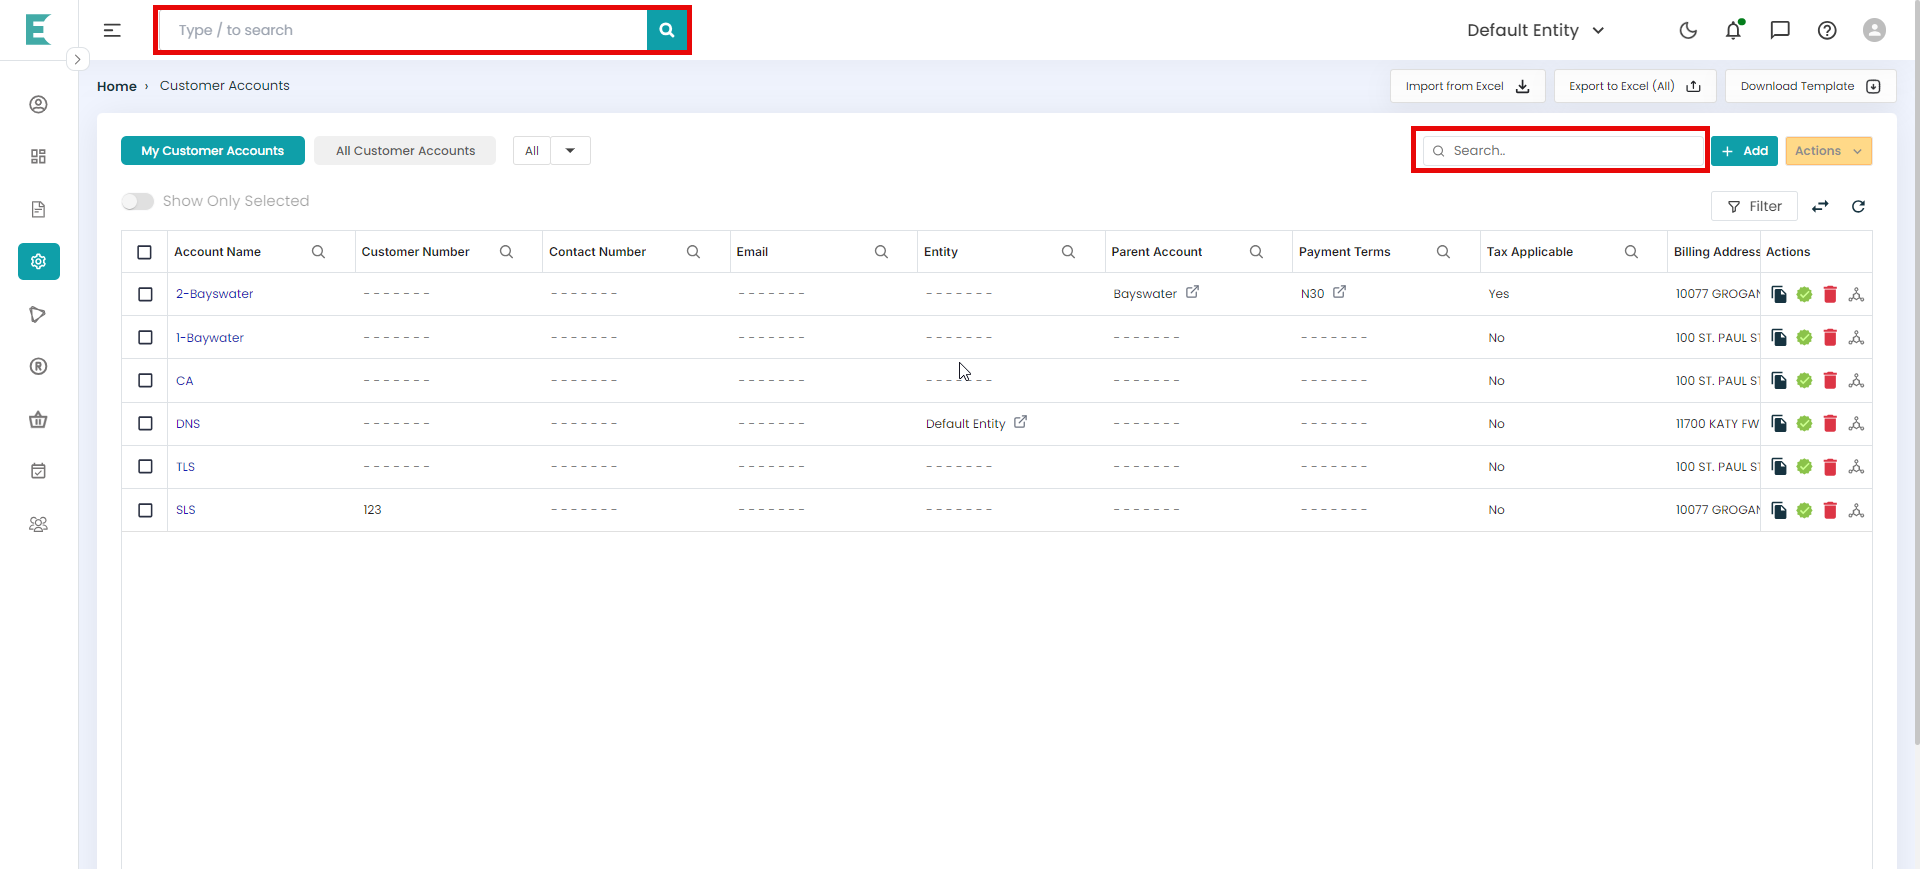 Type / to search
Default Entity
Home › Customer Accounts
Import from Excel
Export to Excel (All)
Download Template
My Customer Accounts
All Customer Accounts
All
Search..
+ Add
Actions
Show Only Selected
Filter
Account Name Customer Number Contact Number Email Entity Parent Account Payment Terms Tax Applicable Billing Address Actions
2-Bayswater ------- ------- ------- ------- Bayswater N30 Yes 10077 GROGAN
1-Baywater ------- ------- ------- ------- ------- ------- No 100 ST. PAUL ST
CA ------- ------- ------- ------- ------- ------- No 100 ST. PAUL ST
DNS ------- ------- ------- Default Entity ------- ------- No 11700 KATY FW
TLS ------- ------- ------- ------- ------- ------- No 100 ST. PAUL ST
SLS 123 ------- ------- ------- ------- ------- No 10077 GROGAN